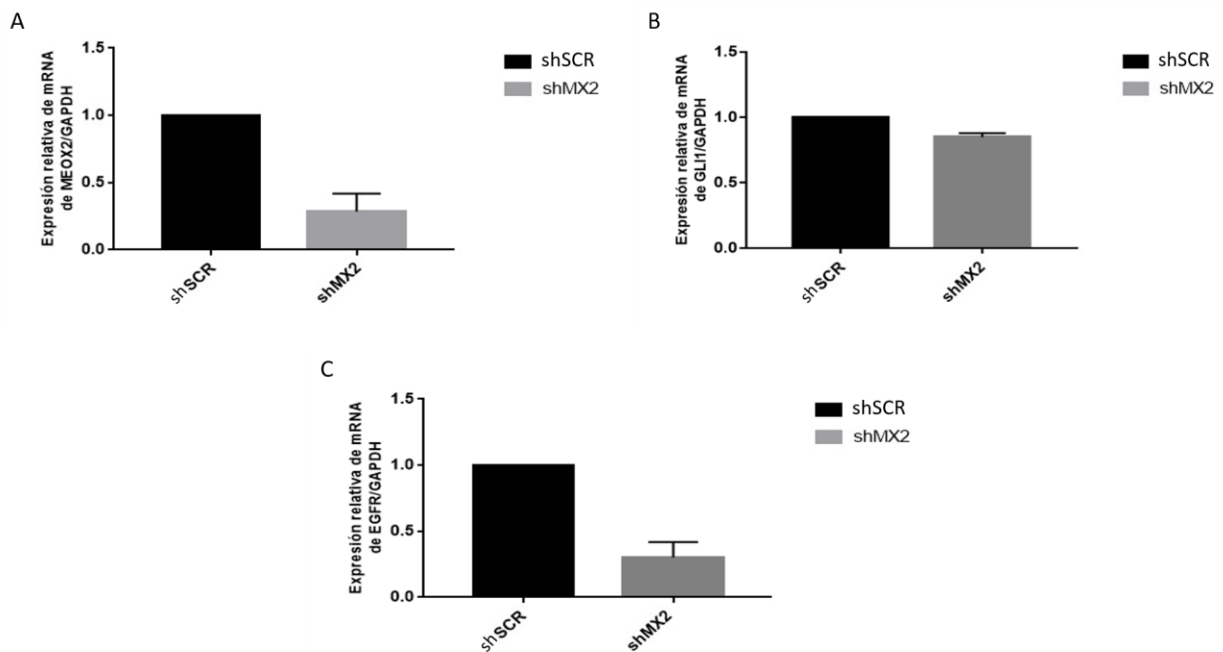 A
Expresión relativa de mRNA
de MEOX2/GAPDH
1.5
1.0
0.5
0.0
shSCR
shMX2
shSCR
shMX2
B
Expresión relativa de mRNA
de GLI1/GAPDH
1.5
1.0
0.5
0.0
shSCR
shMX2
shSCR
shMX2
C
Expresión relativa de mRNA
de EGFR/GAPDH
1.5
1.0
0.5
0.0
shSCR
shMX2
shSCR
shMX2